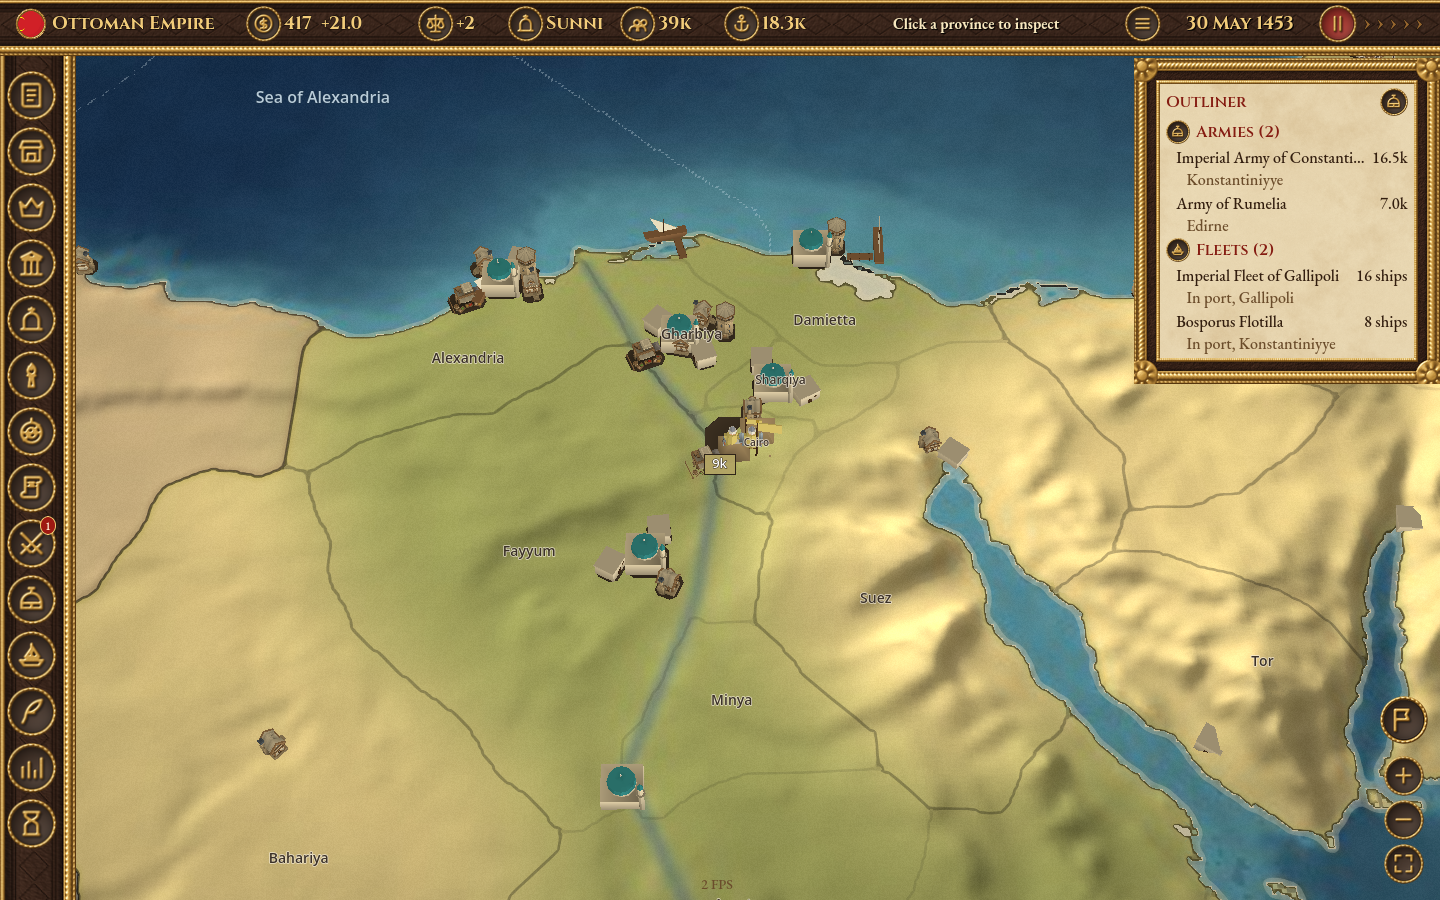 OTTOMAN EMPIRE 417 +21.0 +2 SUNNI 39K 18.3K Click a province to inspect 30 MAY 1453
OUTLINER
ARMIES (2)
Imperial Army of Constanti... 16.5k
Konstantiniyye
Army of Rumelia 7.0k
Edirne
FLEETS (2)
Imperial Fleet of Gallipoli 16 ships
In port, Gallipoli
Bosporus Flotilla 8 ships
In port, Konstantiniyye
Sea of Alexandria
Damietta
Gharbiya
Alexandria
Sharqiya
Cairo
9k
1
Fayyum
Suez
Tor
Minya
Bahariya
2 FPS